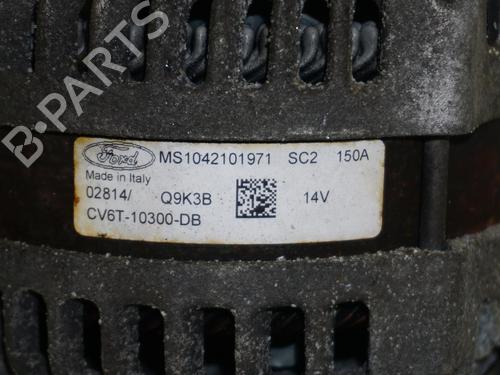 B-PARTS
Ford MS1042101971 SC2 150A
Made in Italy
02814/ Q9K3B 14V
CV6T-10300-DB